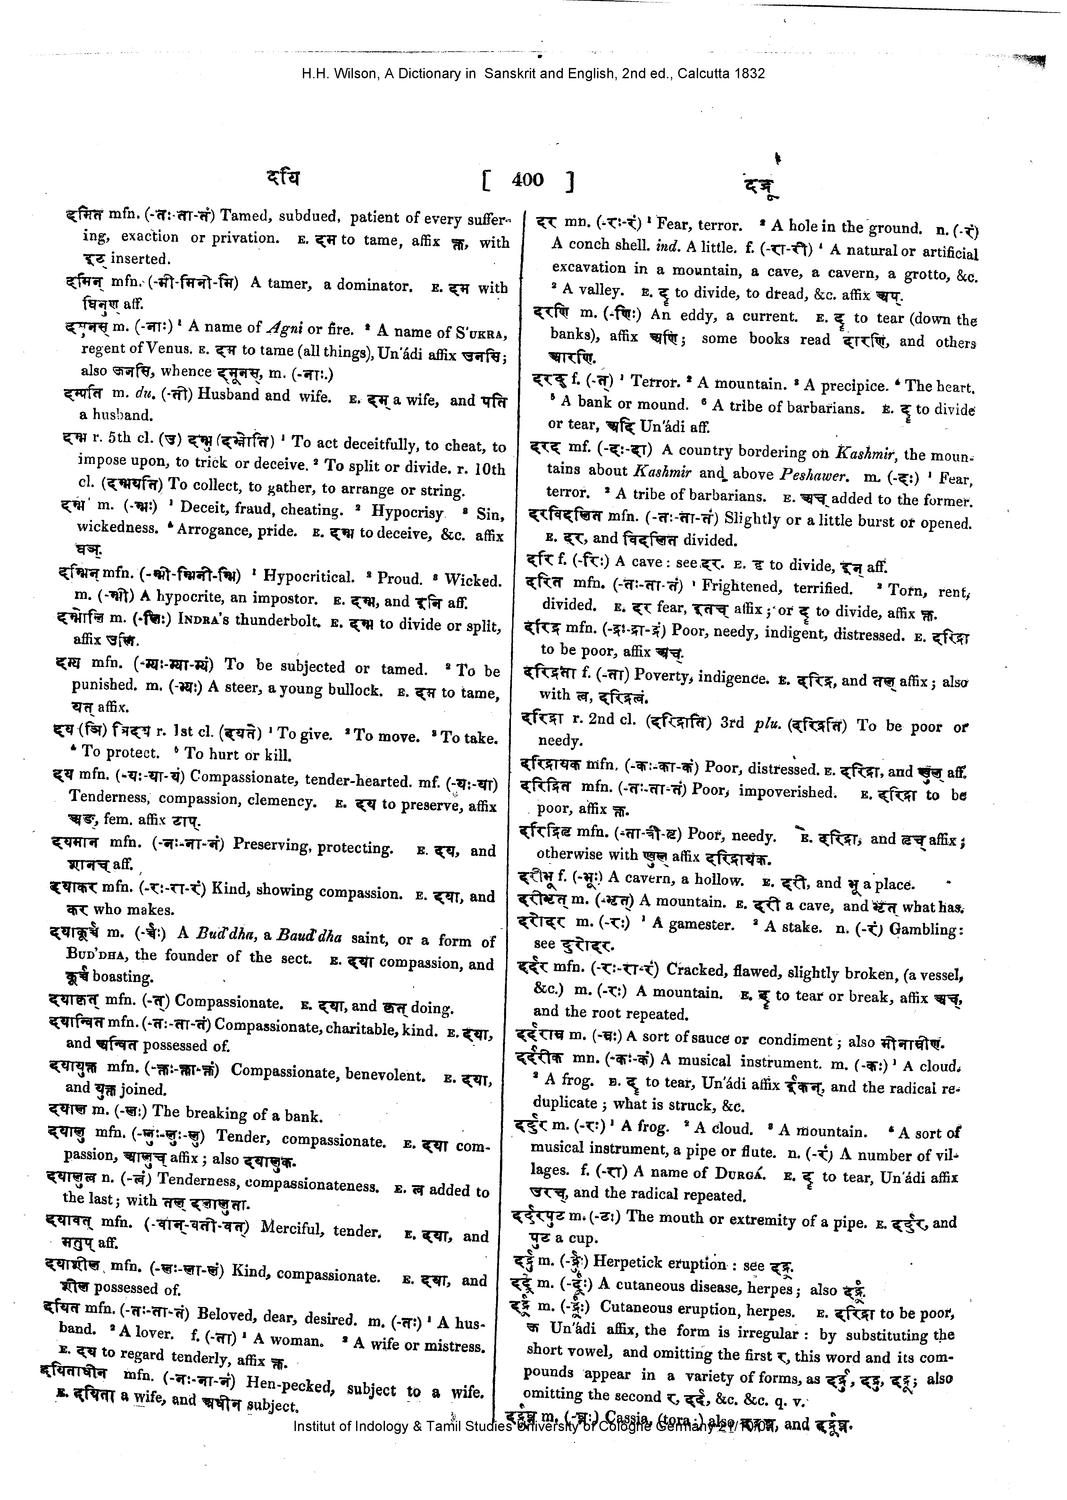 H.H. Wilson, A Dictionary in Sanskrit and English, 2nd ed., Calcutta 1832
दयि
[ 400 ]
दमित mfn. (-तः-ता-तं) Tamed, subdued, patient of every suffer-
ing, exaction or privation. E. दम to tame, affix क्त, with
इट् inserted.
दमिन् mfn. (-मी-मिनी-मि) A tamer, a dominator. E. दम with
घिनुण् aff.
दमुनस् m. (-नाः) ¹ A name of Agni or fire. ² A name of S'UKRA,
regent of Venus. E. दम to tame (all things), Un'ádi affix उनसि;
also ऊनसि, whence दमूनस्, m. (-नाः.)
दम्पति m. du. (-ती) Husband and wife. E. दम् a wife, and पति
a husband.
दम्भ r. 5th cl. (उ) दम्भु (दभ्नोति) ¹ To act deceitfully, to cheat, to
impose upon, to trick or deceive. ² To split or divide. r. 10th
cl. (दम्भयति) To collect, to gather, to arrange or string.
दम्भ m. (-म्भः) ¹ Deceit, fraud, cheating. ² Hypocrisy. ³ Sin,
wickedness. ⁴ Arrogance, pride. E. दम्भ to deceive, &c. affix
घञ्.
दम्भिन् mfn. (-म्भी-म्भिनी-म्भि) ¹ Hypocritical. ² Proud. ³ Wicked.
m. (-म्भी) A hypocrite, an impostor. E. दम्भ, and इनि aff.
दम्भोलि m. (-लिः) INDRA's thunderbolt. E. दम्भ to divide or split,
affix उलि.
दम्य mfn. (-म्यः-म्या-म्यं) To be subjected or tamed. ² To be
punished. m. (-म्यः) A steer, a young bullock. E. दम to tame,
यत् affix.
दय (ञि) ञिदय r. 1st cl. (दयते) ¹ To give. ² To move. ³ To take.
⁴ To protect. ⁵ To hurt or kill.
दय mfn. (-यः-या-यं) Compassionate, tender-hearted. mf. (-यः-या)
Tenderness, compassion, clemency. E. दय to preserve, affix
अङ्, fem. affix टाप्.
दयमान mfn. (-नः-ना-नं) Preserving, protecting. E. दय, and
शानच् aff.
दयाकर mfn. (-रः-रा-रं) Kind, showing compassion. E. दया, and
कर who makes.
दयाकूर्च m. (-र्चः) A Bud'dha, a Baud'dha saint, or a form of
BUD'DHA, the founder of the sect. E. दया compassion, and
कूर्च boasting.
दयाकृत् mfn. (-त्) Compassionate. E. दया, and कृत् doing.
दयान्वित mfn. (-तः-ता-तं) Compassionate, charitable, kind. E. दया,
and अन्वित possessed of.
दयायुक्त mfn. (-क्तः-क्ता-क्तं) Compassionate, benevolent. E. दया,
and युक्त joined.
दयाल m. (-लः) The breaking of a bank.
दयालु mfn. (-लुः-लुः-लु) Tender, compassionate. E. दया com-
passion, आलुच् affix; also दयालुक.
दयालुत्व n. (-त्वं) Tenderness, compassionateness. E. त्व added to
the last; with तल् दयालुता.
दयावत् mfn. (-वान्-वती-वत्) Merciful, tender. E. दया, and
मतुप् aff.
दयाशील mfn. (-लः-ला-लं) Kind, compassionate. E. दया, and
शील possessed of.
दयित mfn. (-तः-ता-तं) Beloved, dear, desired. m. (-तः) ¹ A hus-
band. ² A lover. f. (-ता) ¹ A woman. ² A wife or mistress.
E. दय to regard tenderly, affix क्त.
दयिताधीन mfn. (-नः-ना-नं) Hen-pecked, subject to a wife.
E. दयिता a wife, and अधीन subject.
दर mn. (-रः-रं) ¹ Fear, terror. ² A hole in the ground. n. (-रं)
A conch shell. ind. A little. f. (-रा-री) ¹ A natural or artificial
excavation in a mountain, a cave, a cavern, a grotto, &c.
² A valley. E. दॄ to divide, to dread, &c. affix अप्.
दरणि m. (-णिः) An eddy, a current. E. दॄ to tear (down the
banks), affix अणि; some books read दारणि, and others
आरणि.
दरद् f. (-त्) ¹ Terror. ² A mountain. ³ A precipice. ⁴ The heart.
⁵ A bank or mound. ⁶ A tribe of barbarians. E. दॄ to divide
or tear, अदि Un'ádi aff.
दरद mf. (-दः-दा) A country bordering on Kashmir, the moun-
tains about Kashmir and above Peshawer. m. (-दः) ¹ Fear,
terror. ² A tribe of barbarians. E. अच् added to the former.
दरविदलित mfn. (-तः-ता-तं) Slightly or a little burst or opened.
E. दर, and विदलित divided.
दरि f. (-रिः) A cave: see दर. E. दृ to divide, इन् aff.
दरित mfn. (-तः-ता-तं) ¹ Frightened, terrified. ² Torn, rent,
divided. E. दर fear, इतच् affix; or दॄ to divide, affix क्त.
दरिद्र mfn. (-द्रः-द्रा-द्रं) Poor, needy, indigent, distressed. E. दरिद्रा
to be poor, affix अच्.
दरिद्रता f. (-ता) Poverty, indigence. E. दरिद्र, and तल् affix; also
with त्व, दरिद्रत्वं.
दरिद्रा r. 2nd cl. (दरिद्राति) 3rd plu. (दरिद्रति) To be poor or
needy.
दरिद्रायक mfn. (-कः-का-कं) Poor, distressed. E. दरिद्रा, and ण्वुल् aff.
दरिद्रित mfn. (-तः-ता-तं) Poor, impoverished. E. दरिद्रा to be
poor, affix क्त.
दरिद्रितृ mfn. (-ता-त्री-तृ) Poor, needy. E. दरिद्रा, and तृच् affix;
otherwise with ण्वुल् affix दरिद्रायक.
दरीभू f. (-भूः) A cavern, a hollow. E. दरी, and भू a place.
दरीभृत् m. (-भृत्) A mountain. E. दरी a cave, and भृत् what has.
दरोदर m. (-रः) ¹ A gamester. ² A stake. n. (-रं) Gambling:
see दुरोदर.
दर्दर mfn. (-रः-रा-रं) Cracked, flawed, slightly broken, (a vessel,
&c.) m. (-रः) A mountain. E. दॄ to tear or break, affix अच्,
and the root repeated.
दर्दराम्र m. (-म्रः) A sort of sauce or condiment; also मीनाम्रीण.
दर्दरीक mn. (-कः-कं) A musical instrument. m. (-कः) ¹ A cloud.
² A frog. E. दॄ to tear, Un'ádi affix ईकन्, and the radical re-
duplicate; what is struck, &c.
दर्दुर m. (-रः) ¹ A frog. ² A cloud. ³ A mountain. ⁴ A sort of
musical instrument, a pipe or flute. n. (-रं) A number of vil-
lages. f. (-रा) A name of DURGÁ. E. दॄ to tear, Un'ádi affix
उरच्, and the radical repeated.
दर्दुरपुट m. (-टः) The mouth or extremity of a pipe. E. दर्दुर, and
पुट a cup.
m. Herpetick eruption: see
m. A cutaneous disease, herpes; also
m. Cutaneous eruption, herpes. E. दरिद्रा to be poor,
ऊ Un'ádi affix, the form is irregular: by substituting the
short vowel, and omitting the first र, this word and its com-
pounds appear in a variety of forms, as also
omitting the second र, &c. &c. q. v.
m. Cassia, (tora;) also and
Institut of Indology & Tamil Studies University of Cologne Germany